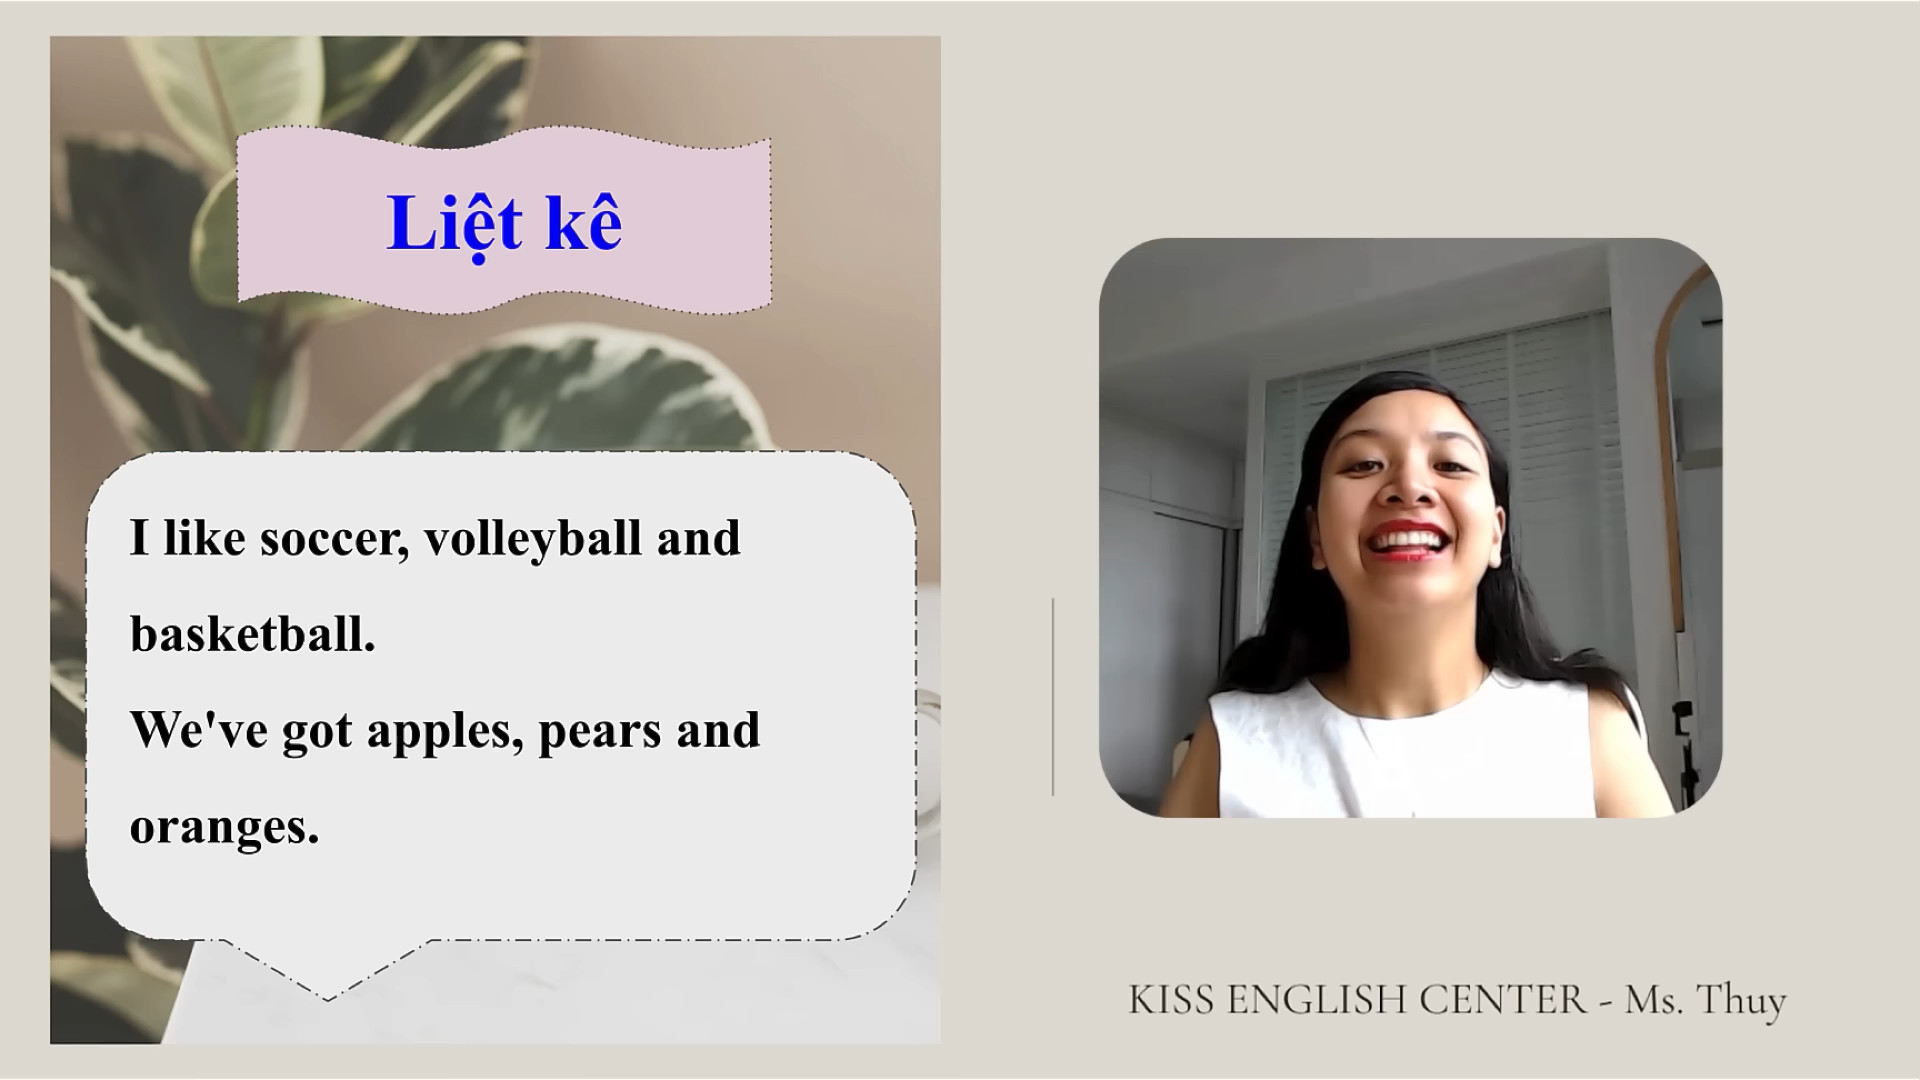 Liệt kê
I like soccer, volleyball and
basketball.
We've got apples, pears and
oranges.
KISS ENGLISH CENTER - Ms. Thuy